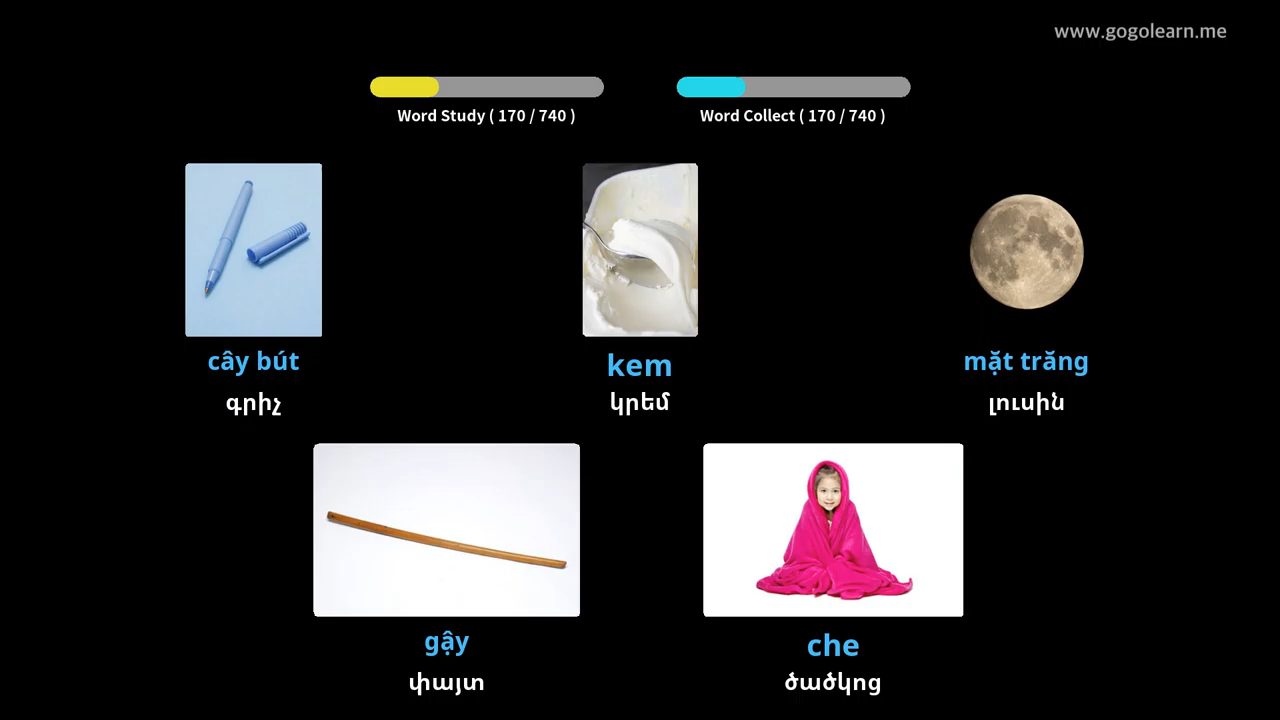 www.gogolearn.me
Word Study ( 170 / 740 )
Word Collect ( 170 / 740 )
cây bút
kem
mặt trăng
գրիչ
կրեմ
լուսին
gậy
che
փայտ
ծածկոց